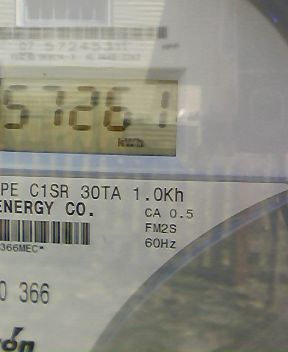 57261
kWh
PE C1SR 30TA 1.0Kh
ENERGY CO.
CA 0.5
FM2S
60Hz
366MEC
0 366